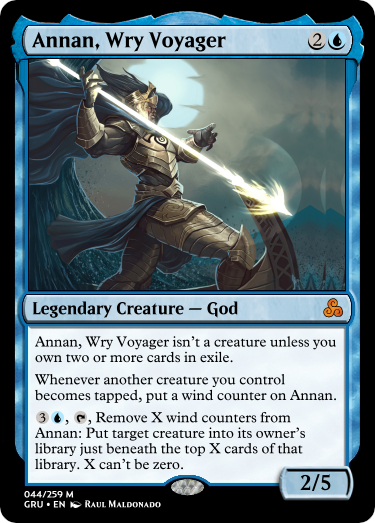 Annan, Wry Voyager 2
Legendary Creature — God
Annan, Wry Voyager isn't a creature unless you
own two or more cards in exile.
Whenever another creature you control
becomes tapped, put a wind counter on Annan.
3, , Remove X wind counters from
Annan: Put target creature into its owner's
library just beneath the top X cards of that
library. X can't be zero.
2/5
044/259 M
GRU • EN Raul Maldonado